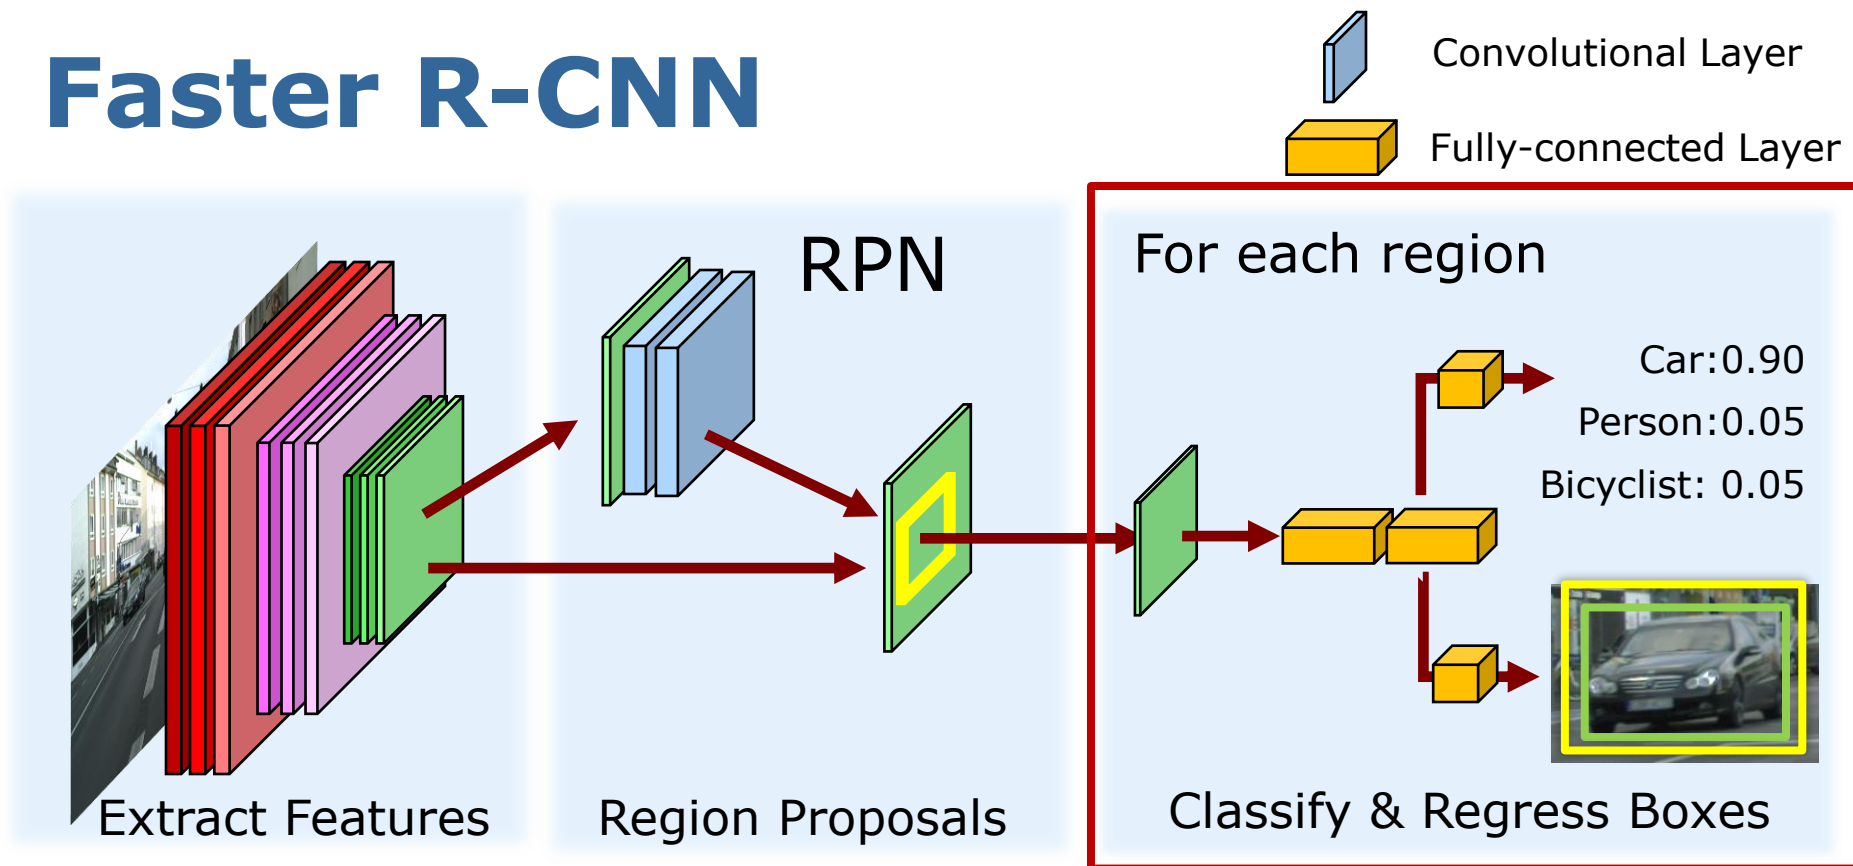 Faster R-CNN
Convolutional Layer
Fully-connected Layer
RPN
For each region
Car:0.90
Person:0.05
Bicyclist: 0.05
Extract Features
Region Proposals
Classify & Regress Boxes